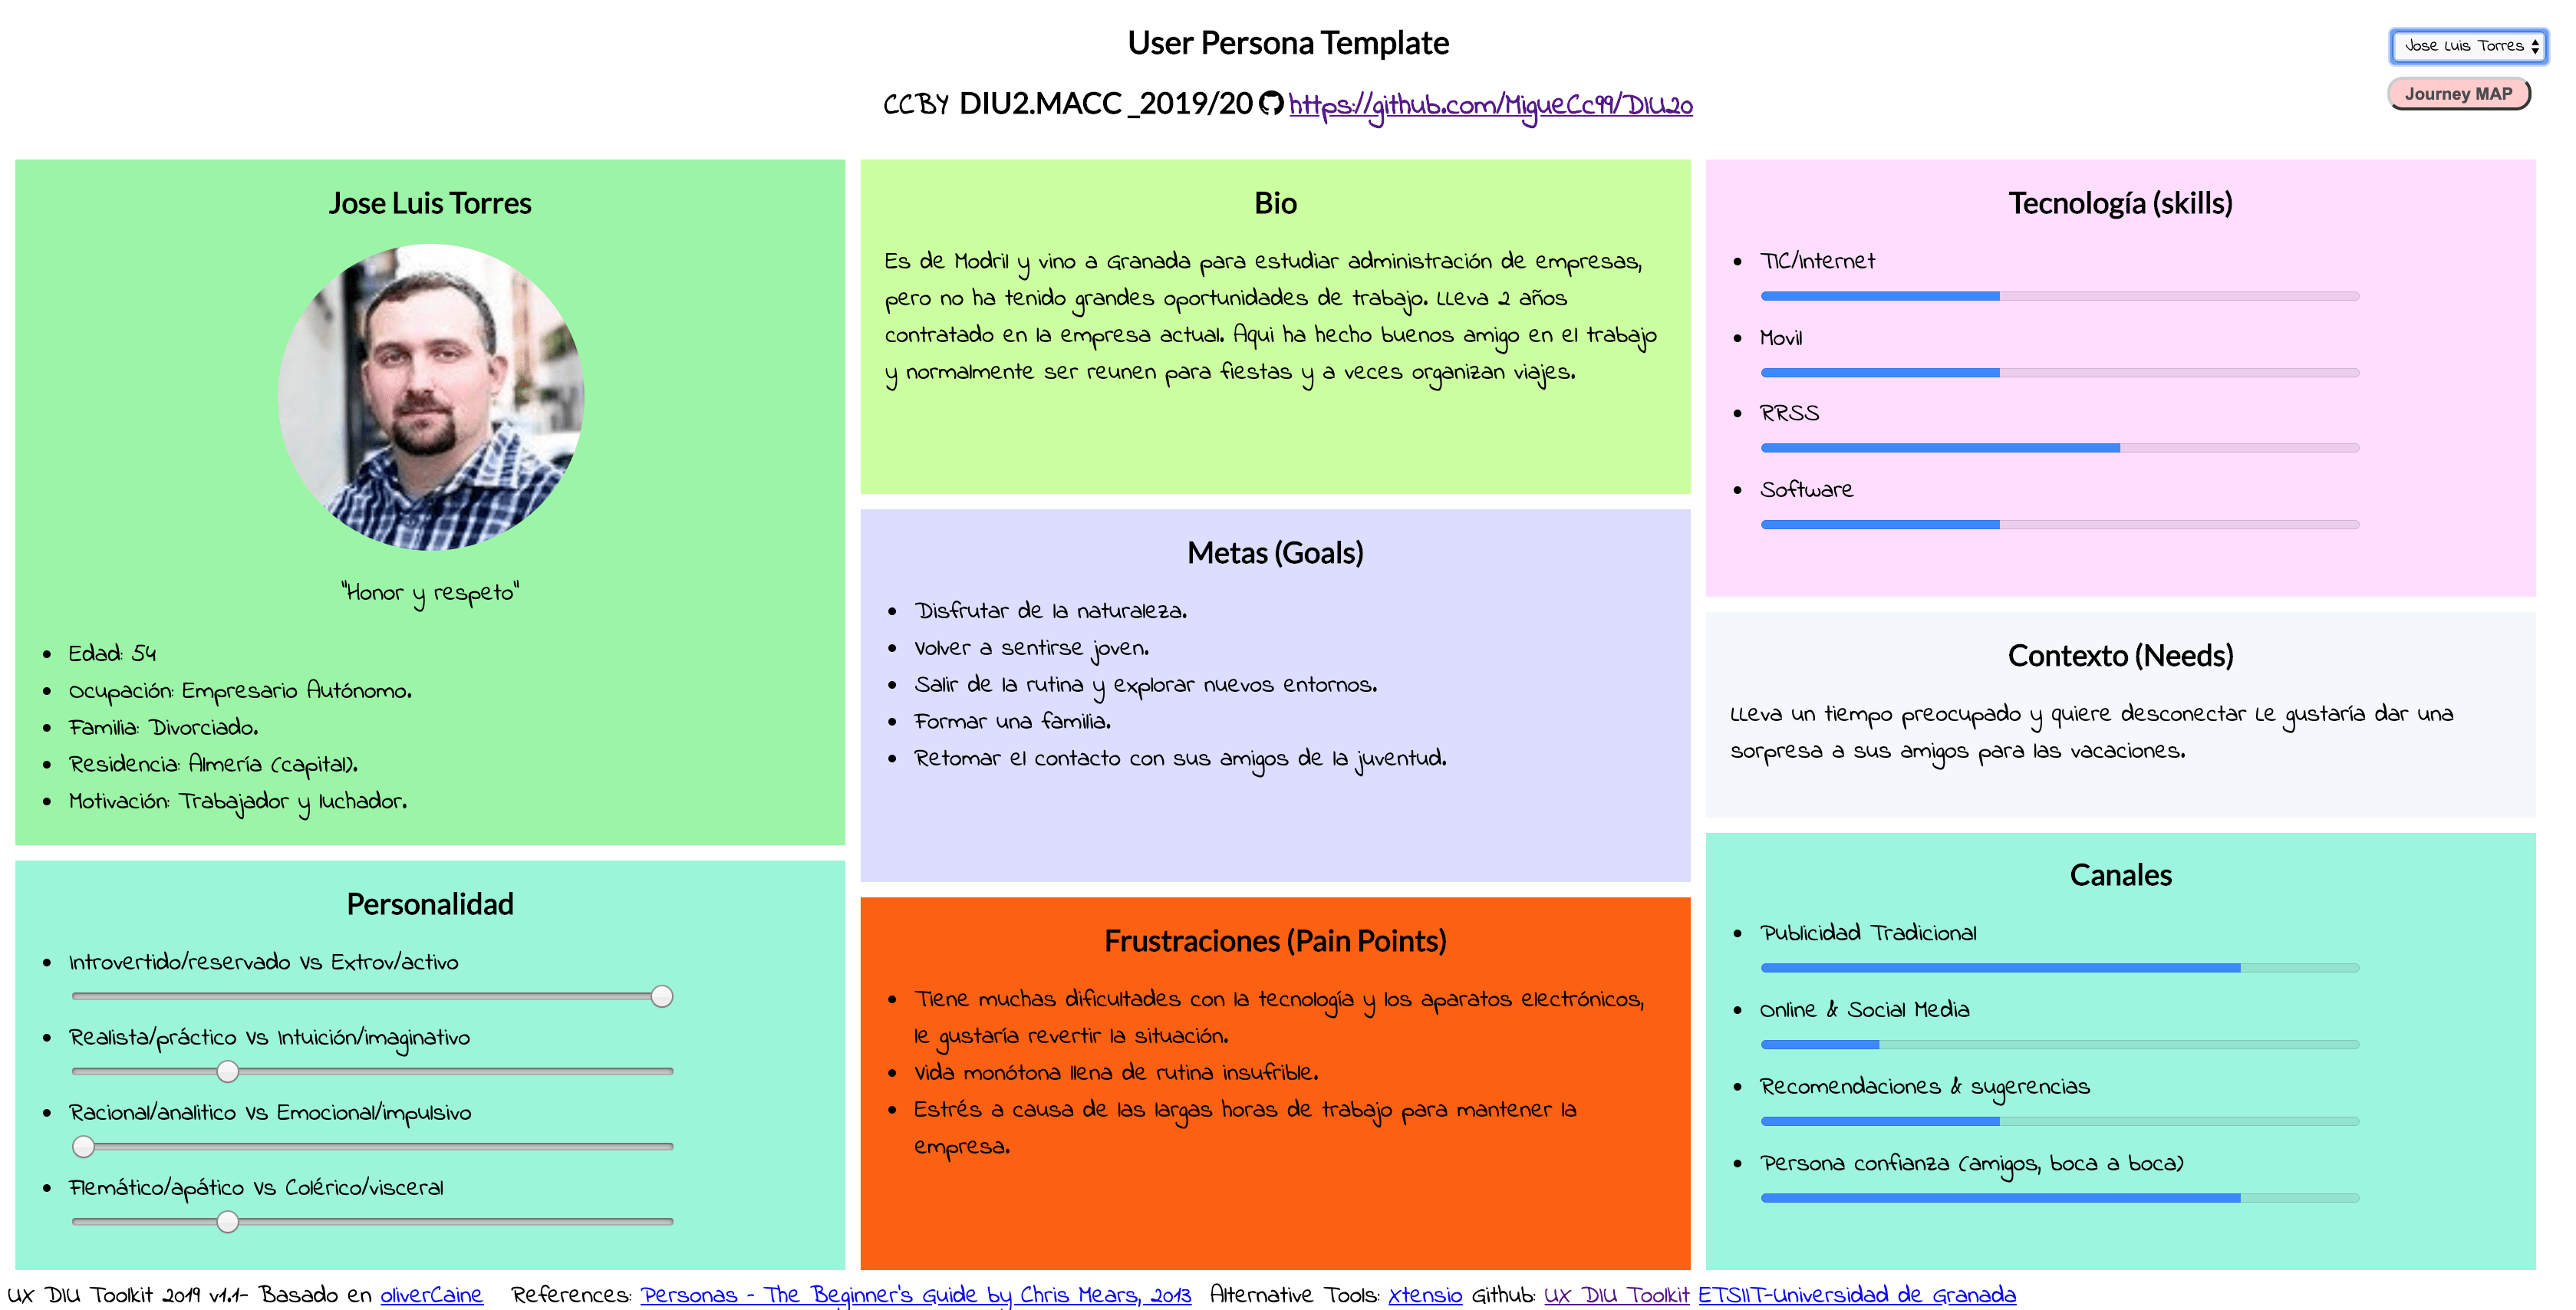 User Persona Template
Jose Luis Torres
CCBY DIU2.MACC_2019/20 https://github.com/MigueCc99/DIU20
Journey MAP
Jose Luis Torres
"Honor y respeto"
Edad: 54
Ocupación: Empresario Autónomo.
Familia: Divorciado.
Residencia: Almería (capital).
Motivación: Trabajador y luchador.
Personalidad
Introvertido/reservado Vs Extrov/activo
Realista/práctico Vs Intuición/imaginativo
Racional/analitico Vs Emocional/impulsivo
Flemático/apático Vs Colérico/visceral
Bio
Es de Modril y vino a Granada para estudiar administración de empresas,
pero no ha tenido grandes oportunidades de trabajo. LLeva 2 años
contratado en la empresa actual. Aqui ha hecho buenos amigo en el trabajo
y normalmente ser reunen para fiestas y a veces organizan viajes.
Metas (Goals)
Disfrutar de la naturaleza.
Volver a sentirse joven.
Salir de la rutina y explorar nuevos entornos.
Formar una familia.
Retomar el contacto con sus amigos de la juventud.
Frustraciones (Pain Points)
Tiene muchas dificultades con la tecnología y los aparatos electrónicos,
le gustaría revertir la situación.
Vida monótona llena de rutina insufrible.
Estrés a causa de las largas horas de trabajo para mantener la
empresa.
Tecnología (skills)
TIC/Internet
Movil
RRSS
Software
Contexto (Needs)
LLeva un tiempo preocupado y quiere desconectar Le gustaría dar una
sorpresa a sus amigos para las vacaciones.
Canales
Publicidad Tradicional
Online & Social Media
Recomendaciones & sugerencias
Persona confianza (amigos, boca a boca)
UX DIU Toolkit 2019 v1.1- Basado en oliverCaine References: Personas - The Beginner's Guide by Chris Mears, 2013 Alternative Tools: Xtensio Github: UX DIU Toolkit ETSIIT-Universidad de Granada